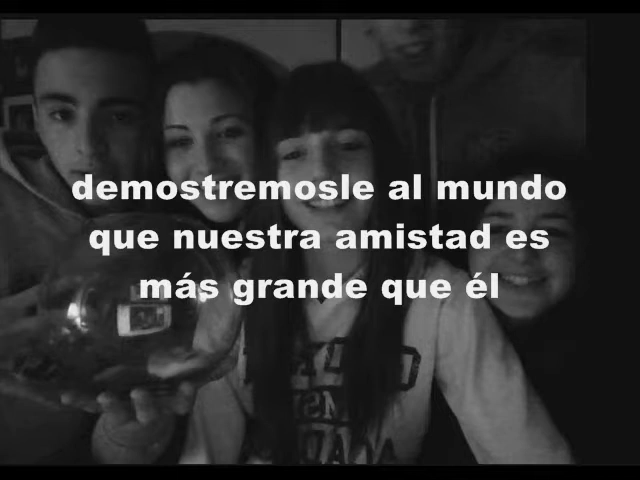 demostremosle al mundo
que nuestra amistad es
más grande que él